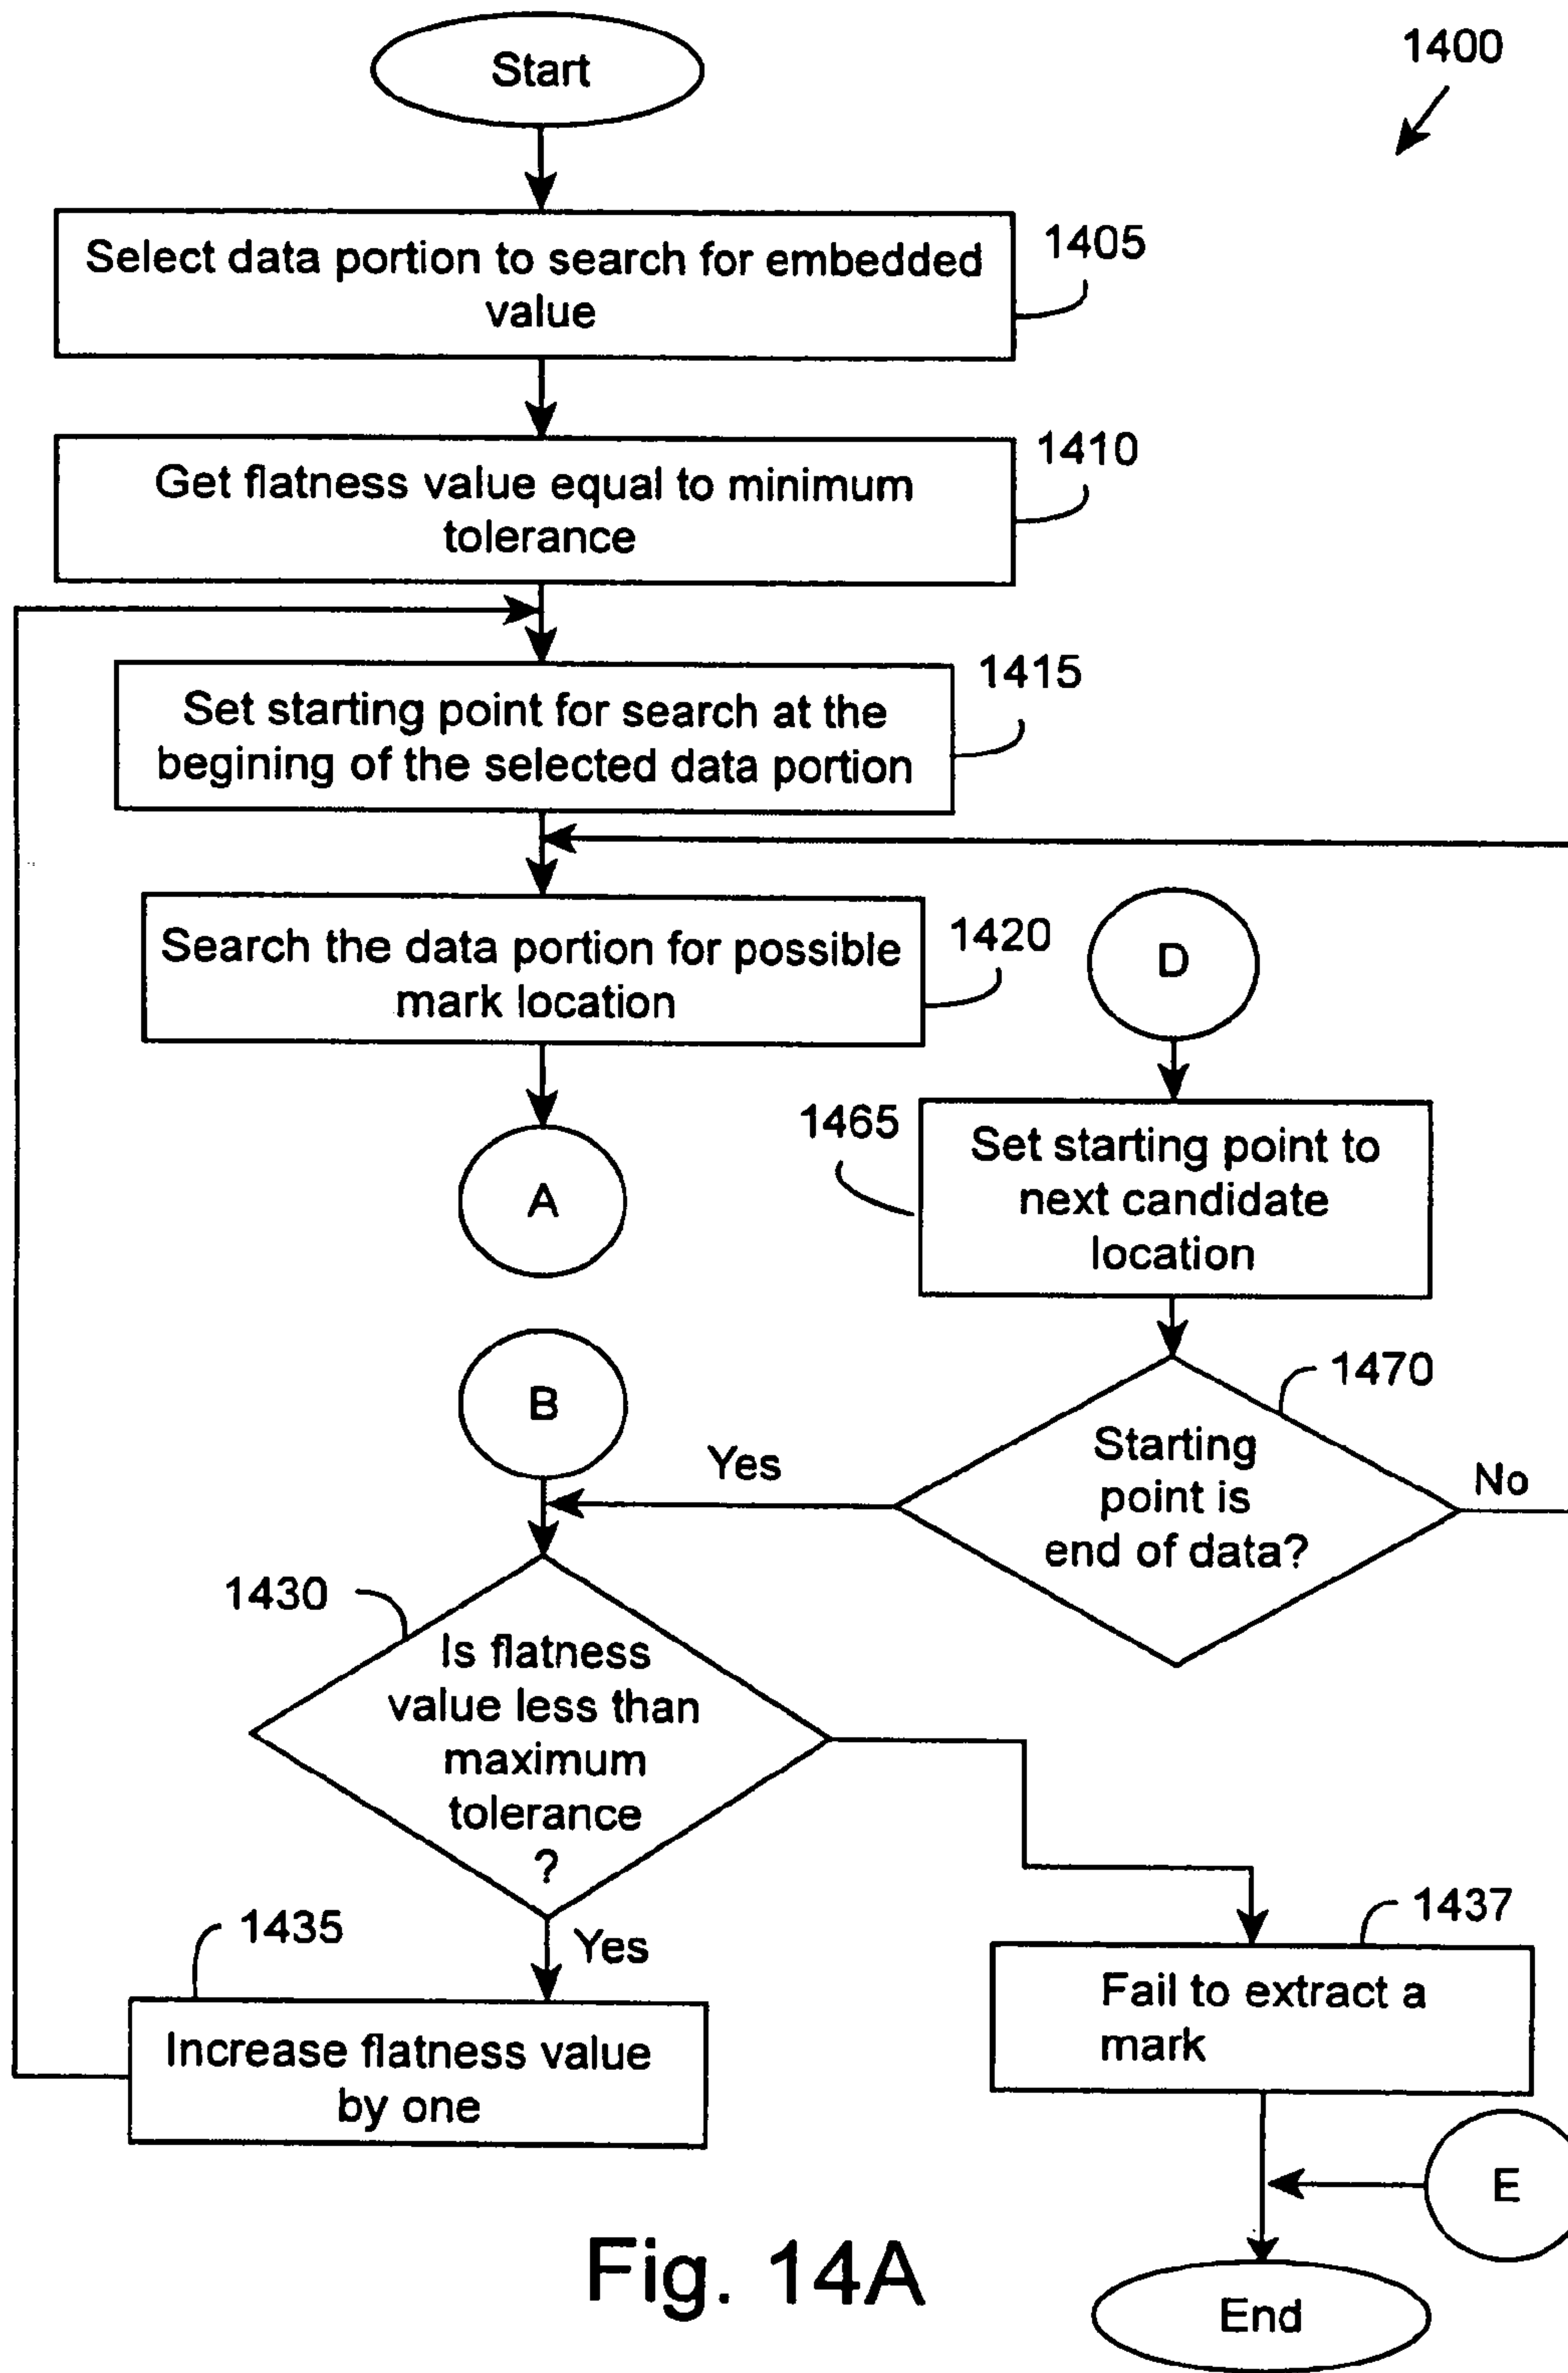 Start
1400
Select data portion to search for embedded
value
1405
Get flatness value equal to minimum
tolerance
1410
Set starting point for search at the
begining of the selected data portion
1415
Search the data portion for possible
mark location
1420
D
A
1465
Set starting point to
next candidate
location
B
1470
Starting
point is
end of data?
Yes
No
1430
Is flatness
value less than
maximum
tolerance
?
1435
Yes
1437
Increase flatness value
by one
Fail to extract a
mark
E
End
Fig. 14A